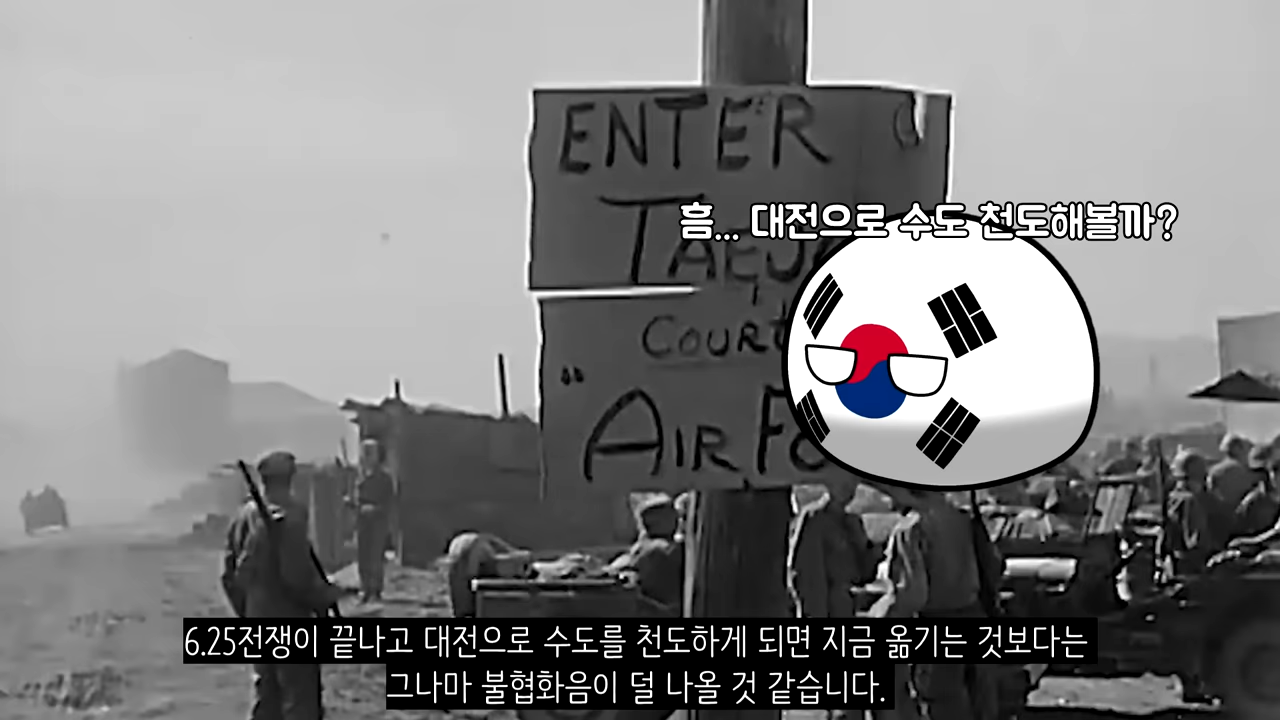 ENTER
흠... 대전으로 수도 천도해볼까?
COURT
"AIR
6.25전쟁이 끝나고 대전으로 수도를 천도하게 되면 지금 옮기는 것보다는
그나마 불협화음이 덜 나올 것 같습니다.